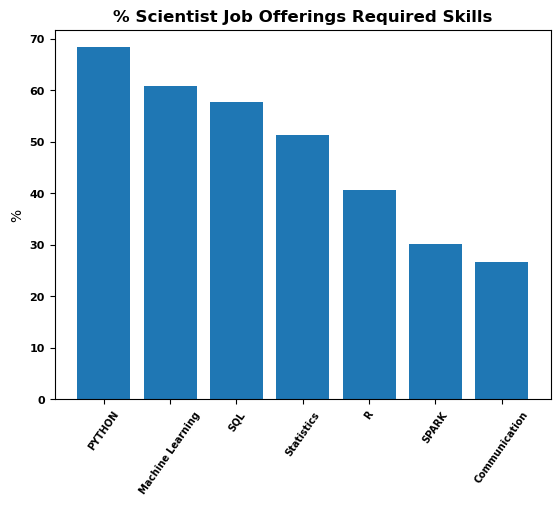 % Scientist Job Offerings Required Skills
%
70
60
50
40
30
20
10
0
PYTHON
Machine Learning
SQL
Statistics
R
SPARK
Communication